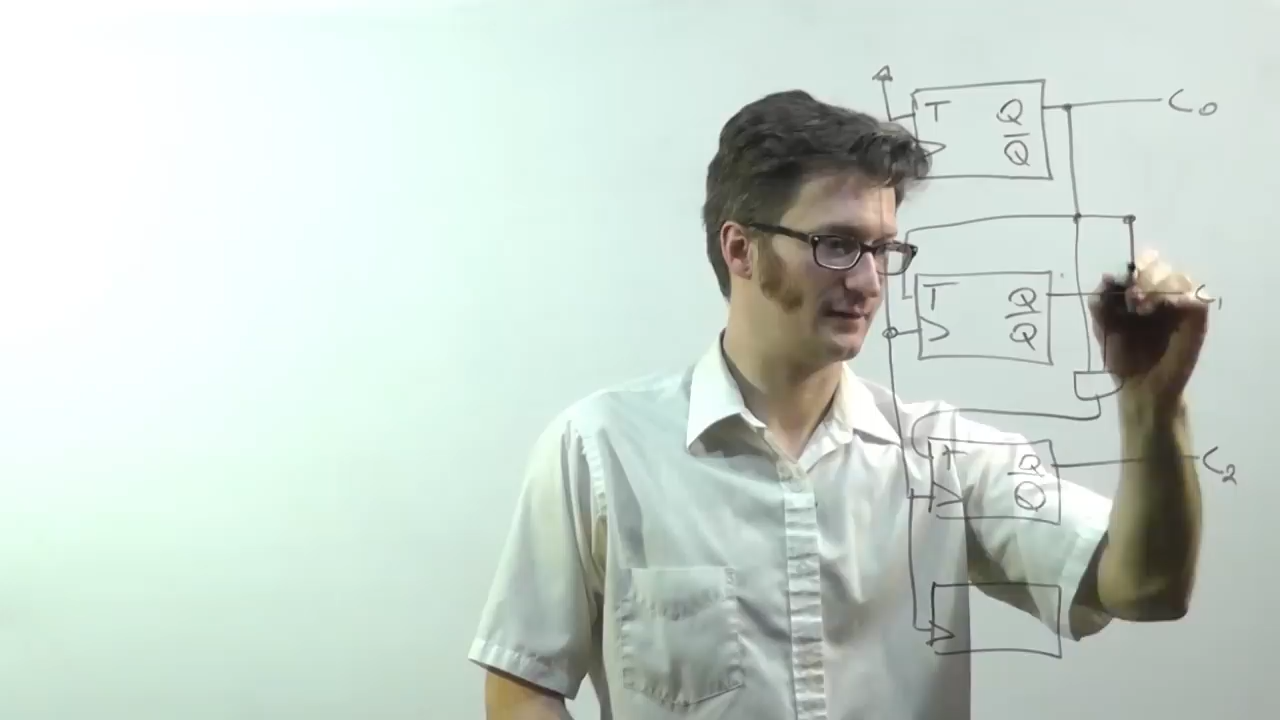 T Q C0
Q̅
T Q C1
Q̅
T Q C2
Q̅